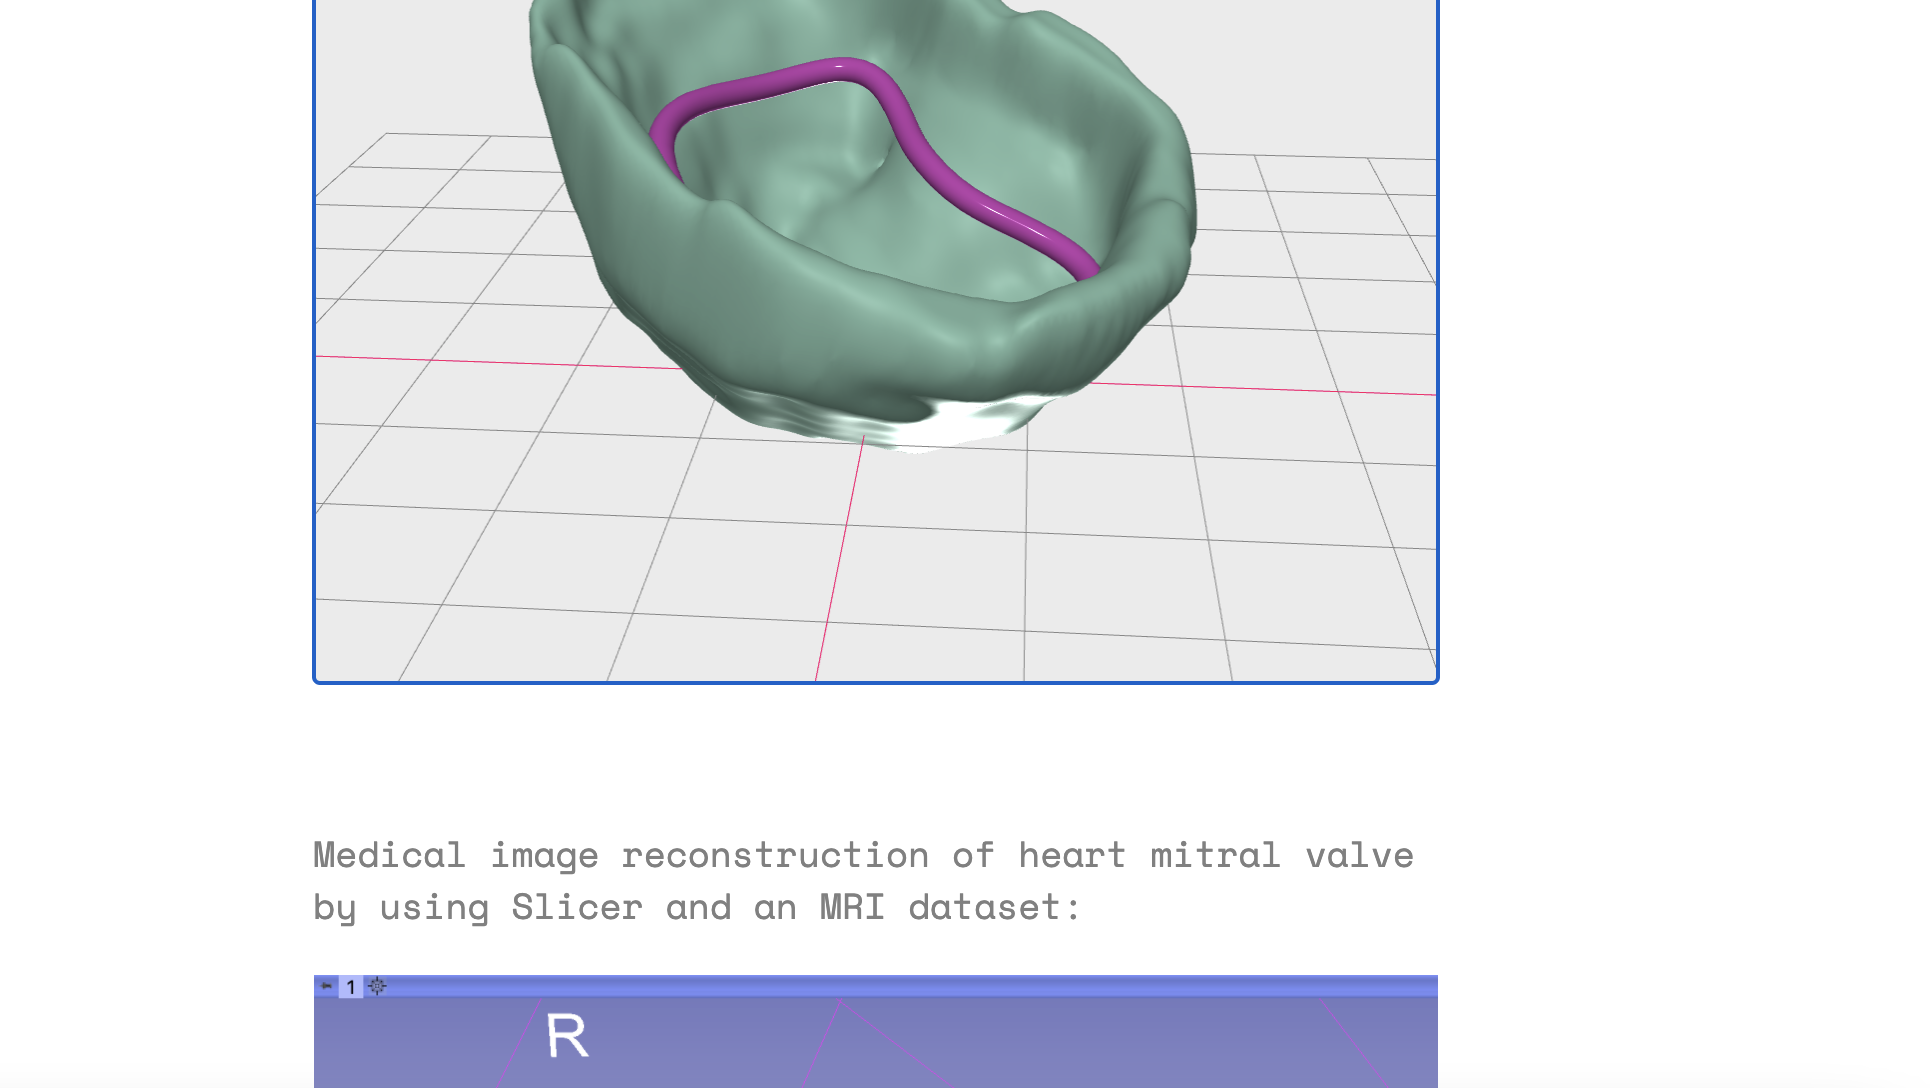 Medical image reconstruction of heart mitral valve
by using Slicer and an MRI dataset:
1
R